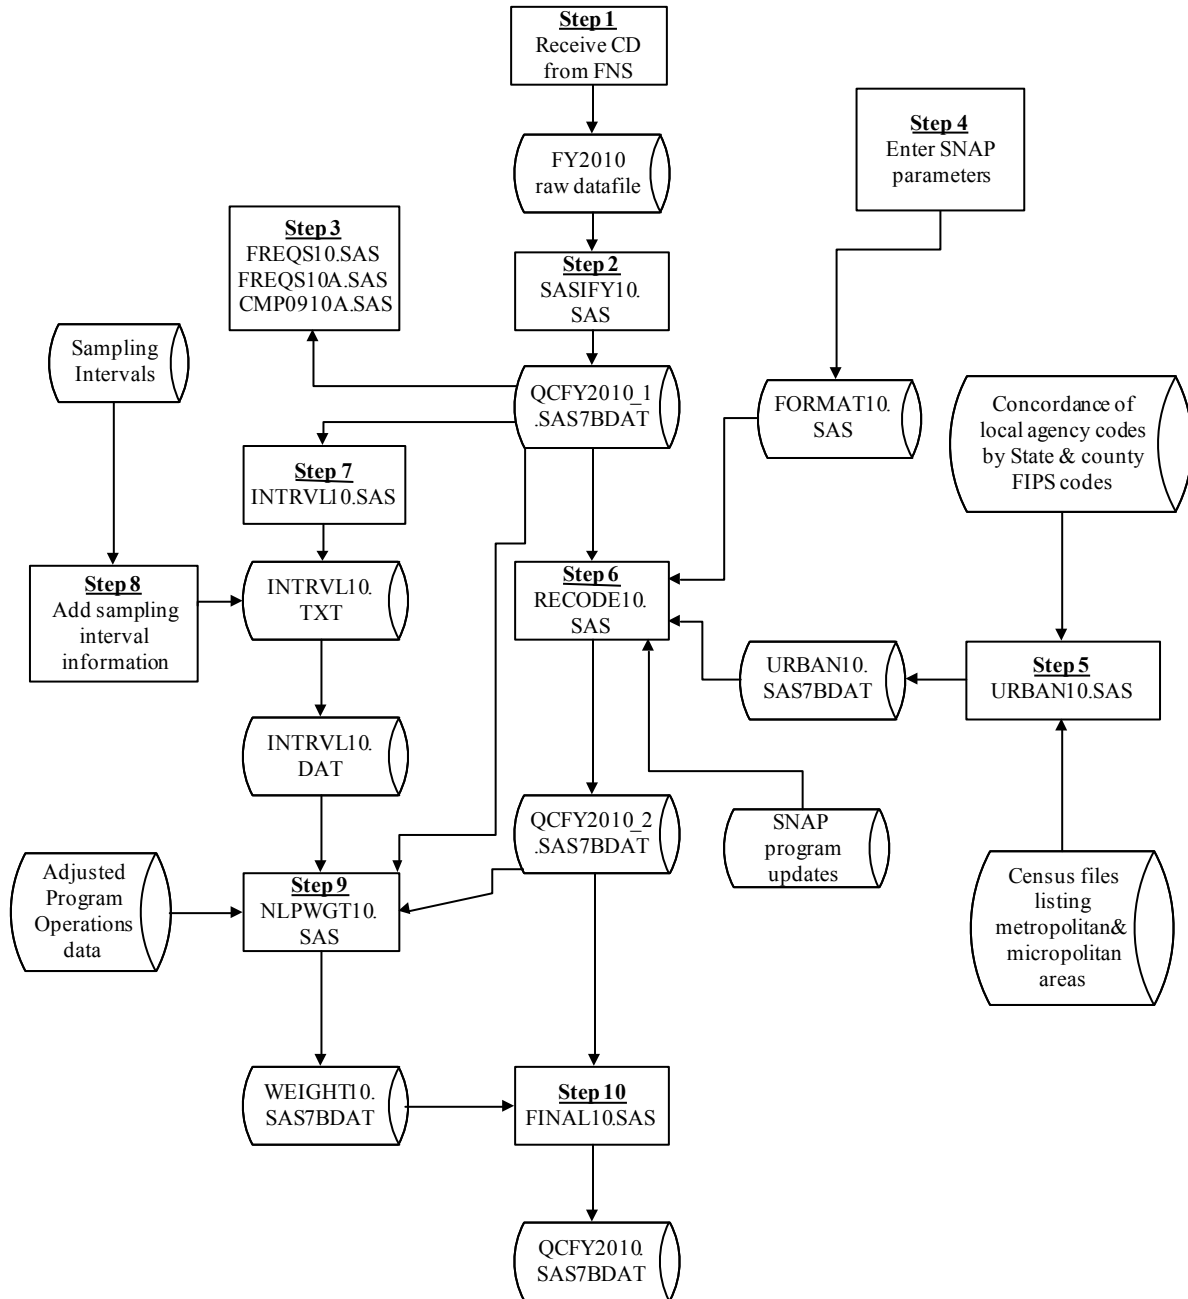 Step 1
Receive CD
from FNS
Step 4
Enter SNAP
parameters
FY2010
raw datafile
Step 3
FREQS10.SAS
FREQS10A.SAS
CMP0910A.SAS
Step 2
SASIFY10.
SAS
Sampling
Intervals
QCFY2010_1
.SAS7BDAT
FORMAT10.
SAS
Concordance of
local agency codes
by State & county
FIPS codes
Step 7
INTRVL10.SAS
Step 8
Add sampling
interval
information
INTRVL10.
TXT
Step 6
RECODE10.
SAS
URBAN10.
SAS7BDAT
Step 5
URBAN10.SAS
INTRVL10.
DAT
QCFY2010_2
.SAS7BDAT
SNAP
program
updates
Census files
listing
metropolitan&
micropolitan
areas
Adjusted
Program
Operations
data
Step 9
NLPWGT10.
SAS
WEIGHT10.
SAS7BDAT
Step 10
FINAL10.SAS
QCFY2010.
SAS7BDAT